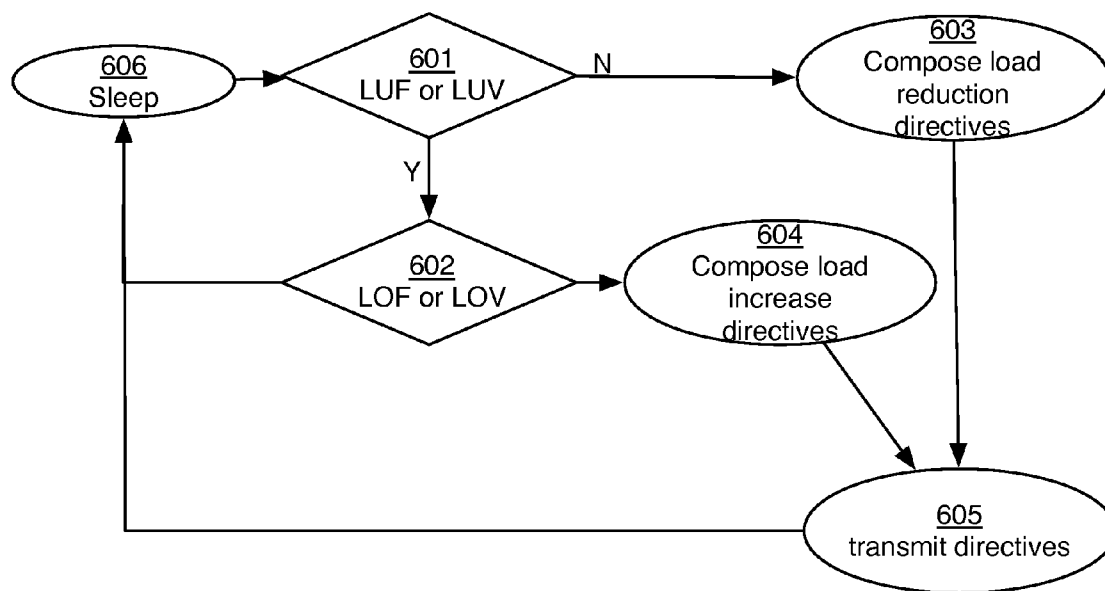 606
Sleep
601
LUF or LUV
N
603
Compose load
reduction
directives
Y
602
LOF or LOV
604
Compose load
increase
directives
605
transmit directives